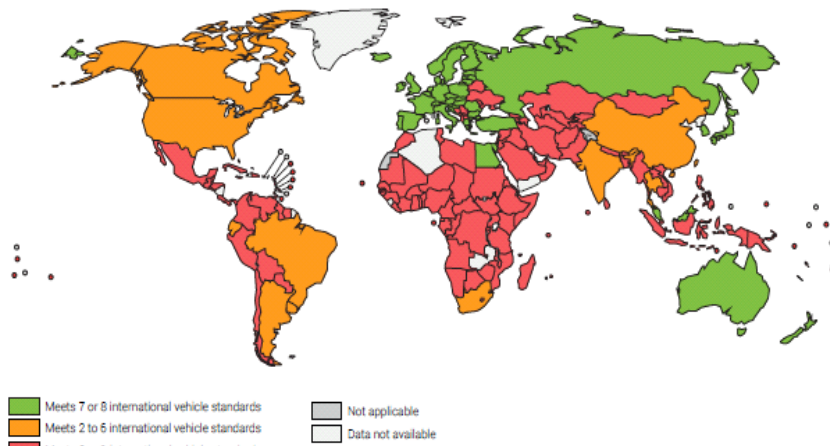 Meets 7 or 8 international vehicle standards
Meets 2 to 6 international vehicle standards
Not applicable
Data not available